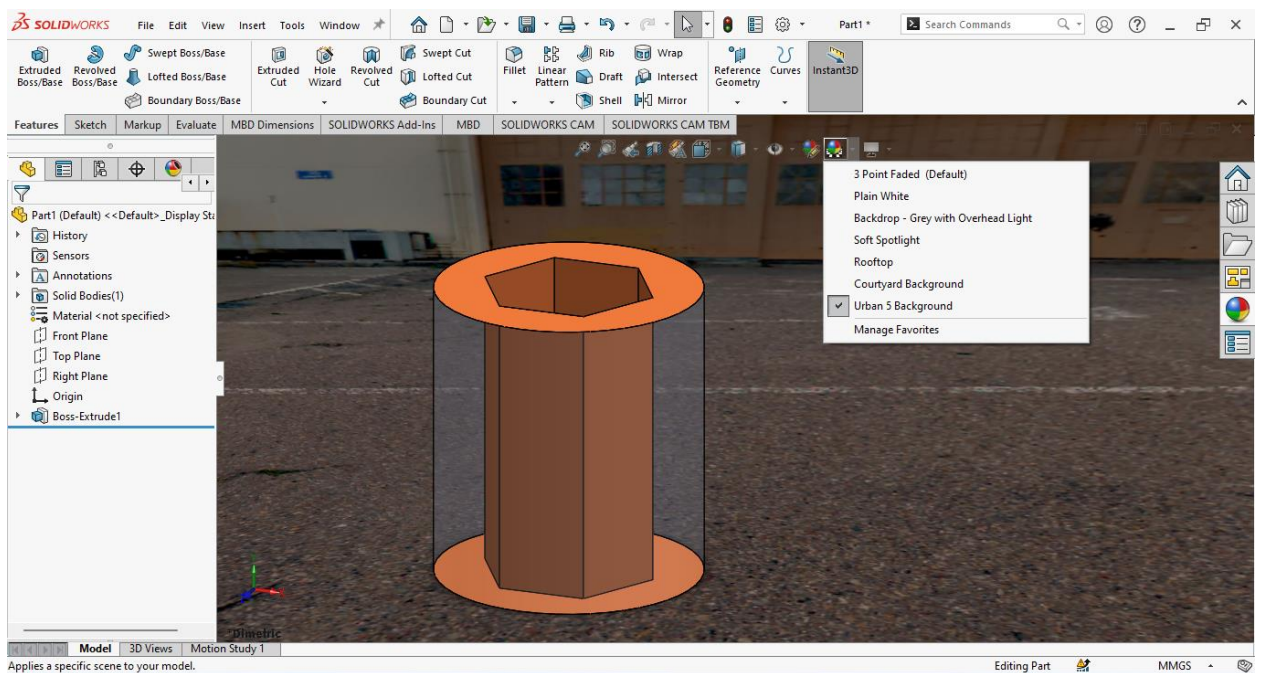 SOLIDWORKS File Edit View Insert Tools Window Part1 * Search Commands
Extruded Boss/Base
Revolved Boss/Base
Swept Boss/Base
Lofted Boss/Base
Boundary Boss/Base
Extruded Cut
Hole Wizard
Revolved Cut
Swept Cut
Lofted Cut
Boundary Cut
Fillet
Linear Pattern
Rib
Draft
Shell
Wrap
Intersect
Mirror
Reference Geometry
Curves
Instant3D
Features Sketch Markup Evaluate MBD Dimensions SOLIDWORKS Add-Ins MBD SOLIDWORKS CAM SOLIDWORKS CAM TBM
Part1 (Default) <<Default>_Display Sta
History
Sensors
Annotations
Solid Bodies(1)
Material <not specified>
Front Plane
Top Plane
Right Plane
Origin
Boss-Extrude1
3 Point Faded (Default)
Plain White
Backdrop - Grey with Overhead Light
Soft Spotlight
Rooftop
Courtyard Background
Urban 5 Background
Manage Favorites
*Dimetric
Model 3D Views Motion Study 1
Applies a specific scene to your model. Editing Part MMGS